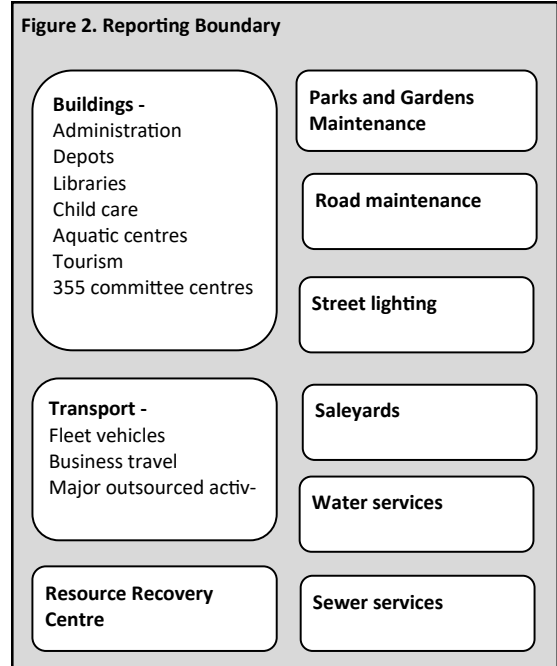 Figure 2. Reporting Boundary
Buildings -
Administration
Depots
Libraries
Child care
Aquatic centres
Tourism
355 committee centres
Transport -
Fleet vehicles
Business travel
Major outsourced activ-
Resource Recovery
Centre
Parks and Gardens
Maintenance
Road maintenance
Street lighting
Saleyards
Water services
Sewer services